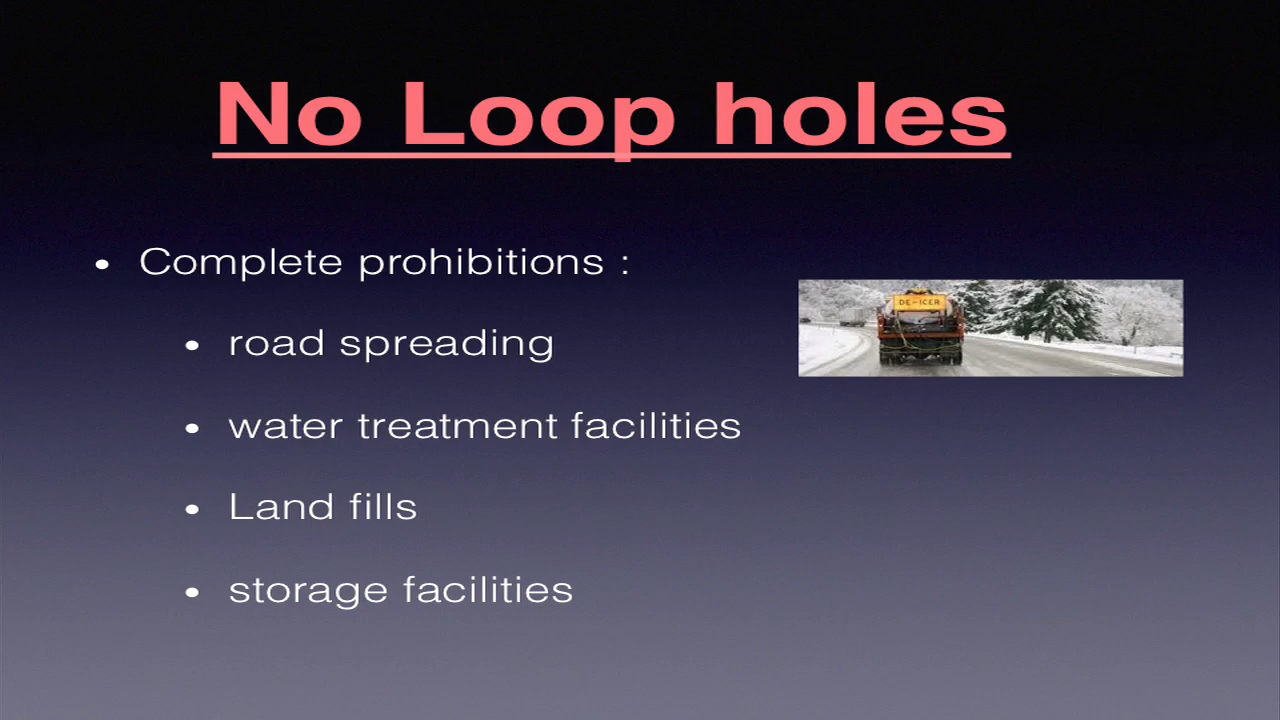 No Loop holes
• Complete prohibitions :
• road spreading
DE-ICER
• water treatment facilities
• Land fills
• storage facilities